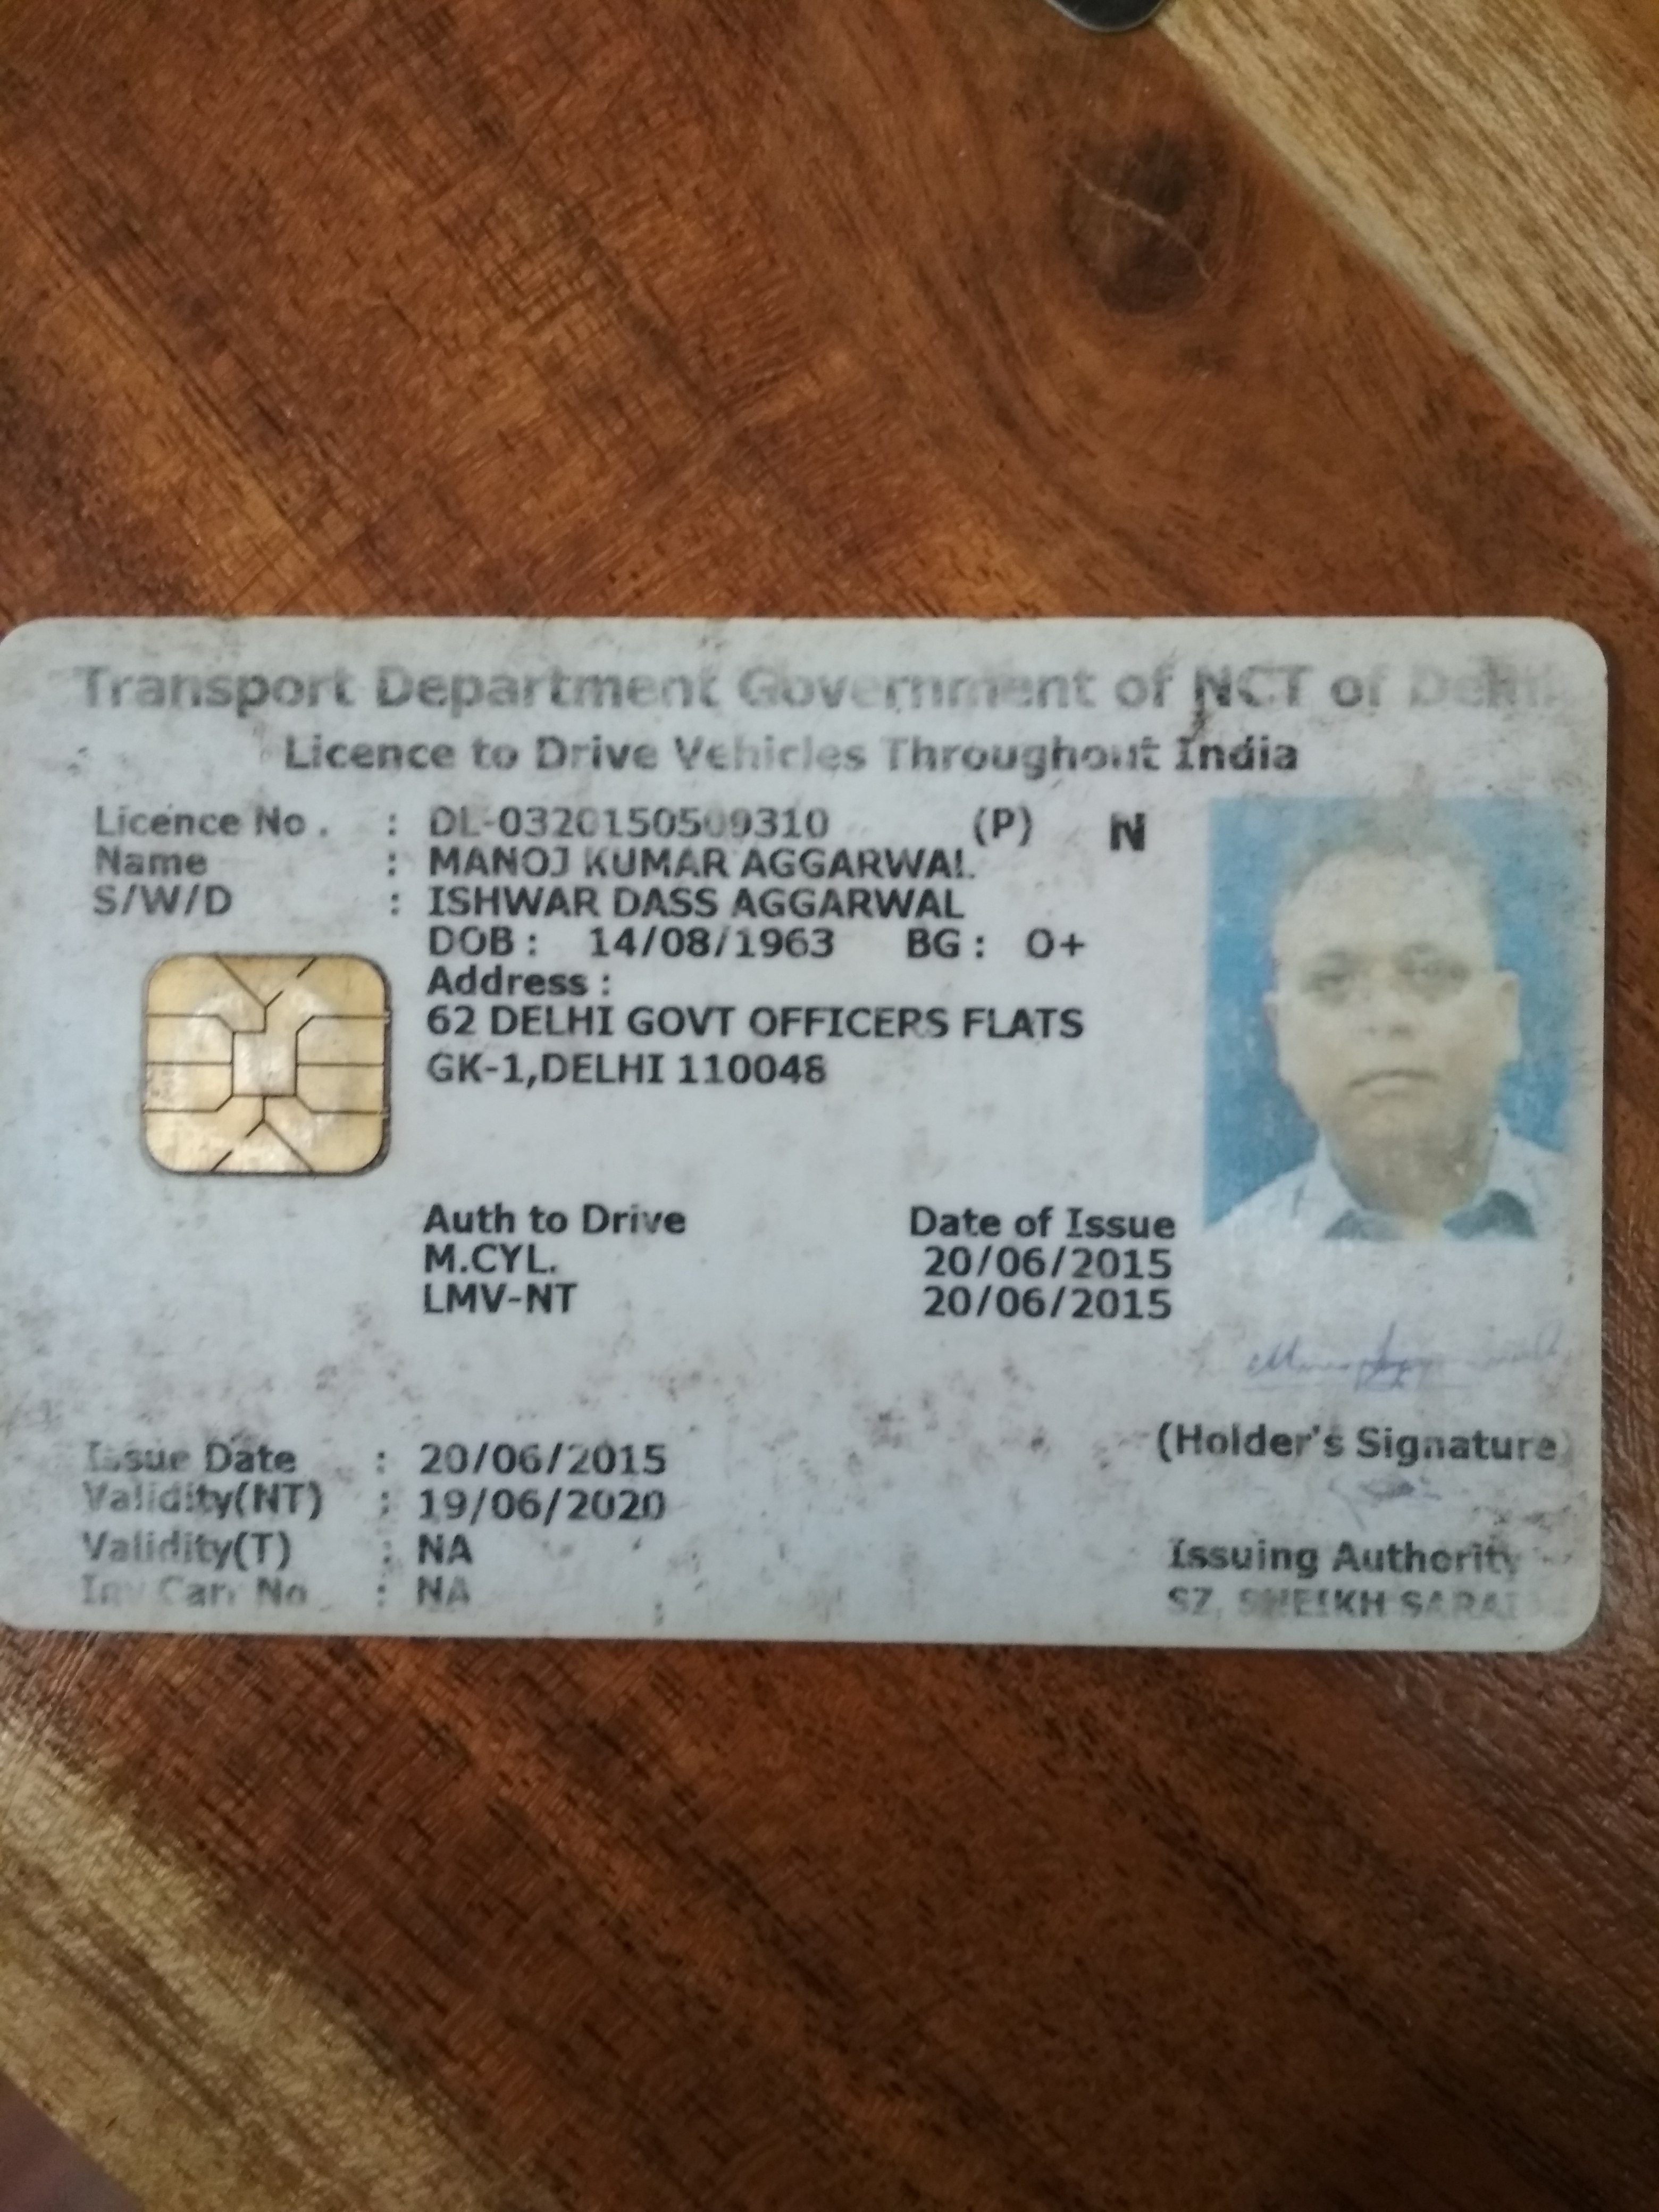 Transport Department Government of NCT of Delhi
Licence to Drive Vehicles Throughout India
Licence No. : DL-0320150509310 (P) N
Name : MANOJ KUMAR AGGARWAL
S/W/D : ISHWAR DASS AGGARWAL
DOB : 14/08/1963 BG : O+
Address :
62 DELHI GOVT OFFICERS FLATS
GK-1,DELHI 110048
Auth to Drive Date of Issue
M.CYL. 20/06/2015
LMV-NT 20/06/2015
(Holder's Signature)
Issue Date : 20/06/2015
Validity(NT) : 19/06/2020
Validity(T) : NA
Inv Carr No : NA
Issuing Authority
SZ, SHEIKH SARAI